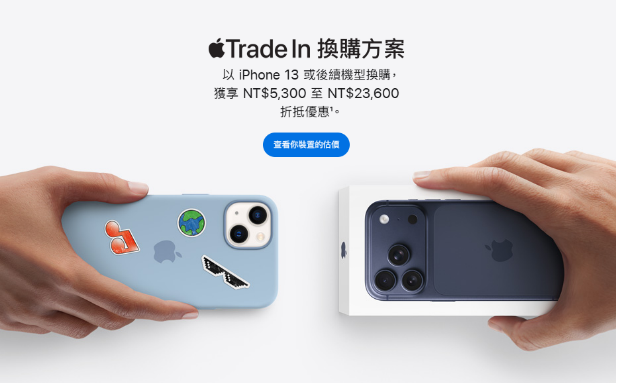 Trade In 換購方案
以 iPhone 13 或後續機型換購，
獲享 NT$5,300 至 NT$23,600
折抵優惠¹。
查看你裝置的估價